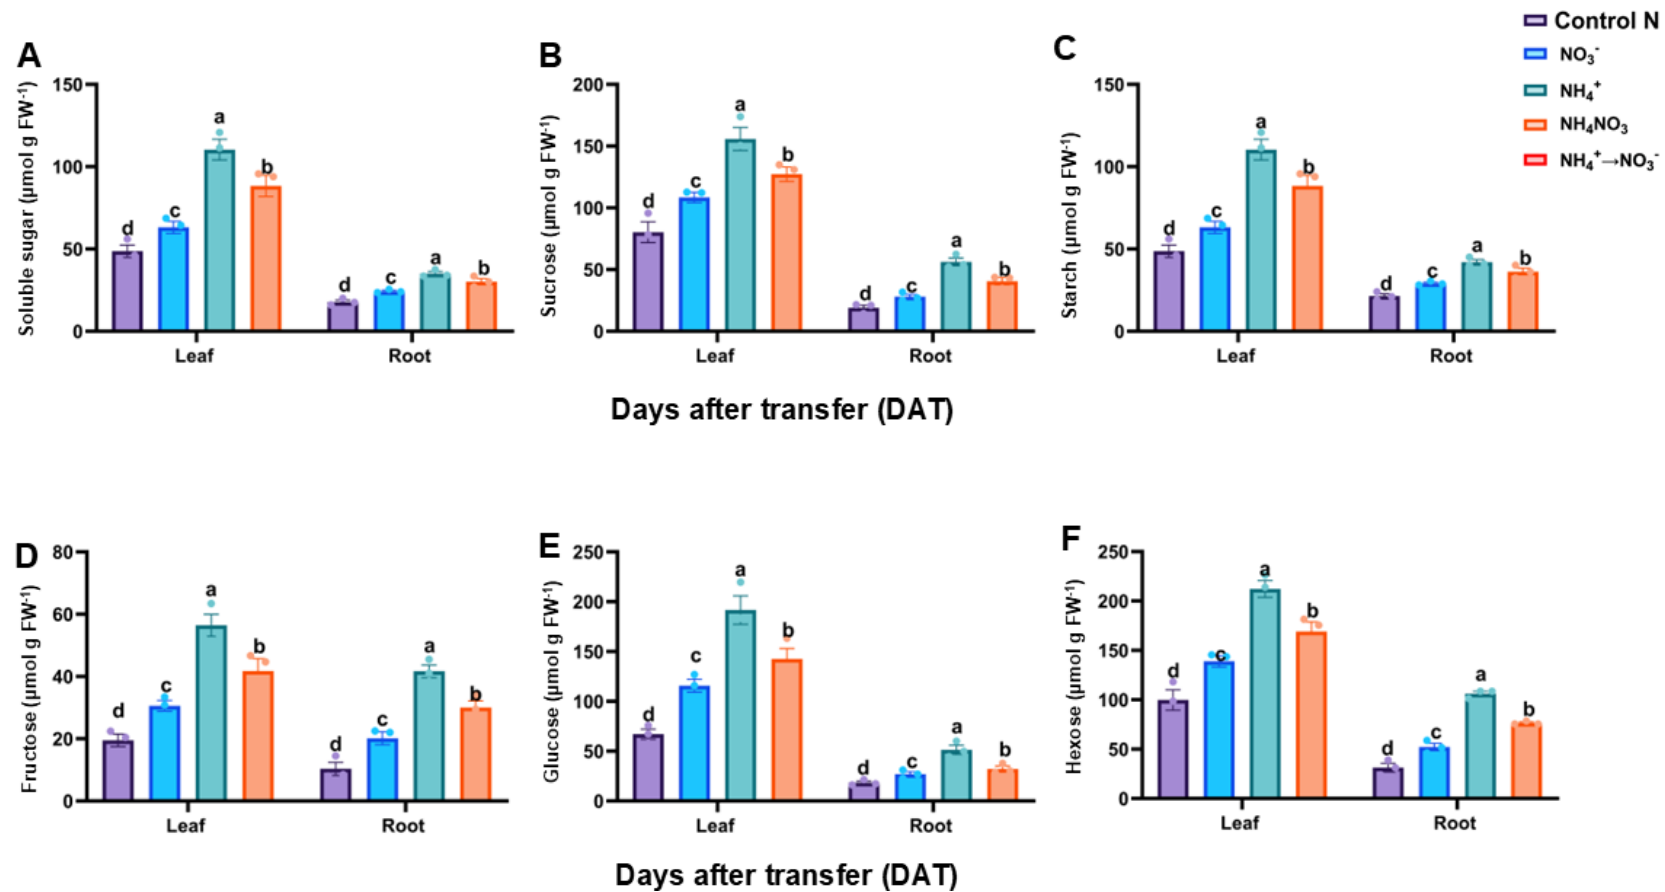 Control N
NO₃⁻
NH₄⁺
NH₄NO₃
NH₄⁺→NO₃⁻
A
Soluble sugar (µmol g FW⁻¹)
150
100
50
0
d
c
a
b
d
c
a
b
Leaf
Root
B
Sucrose (µmol g FW⁻¹)
200
150
100
50
0
d
c
a
b
d
c
a
b
Leaf
Root
C
Starch (µmol g FW⁻¹)
150
100
50
0
d
c
a
b
d
c
a
b
Leaf
Root
Days after transfer (DAT)
D
Fructose (µmol g FW⁻¹)
80
60
40
20
0
d
c
a
b
d
c
a
b
Leaf
Root
E
Glucose (µmol g FW⁻¹)
250
200
150
100
50
0
d
c
a
b
d
c
a
b
Leaf
Root
F
Hexose (µmol g FW⁻¹)
250
200
150
100
50
0
d
c
a
b
d
c
a
b
Leaf
Root
Days after transfer (DAT)